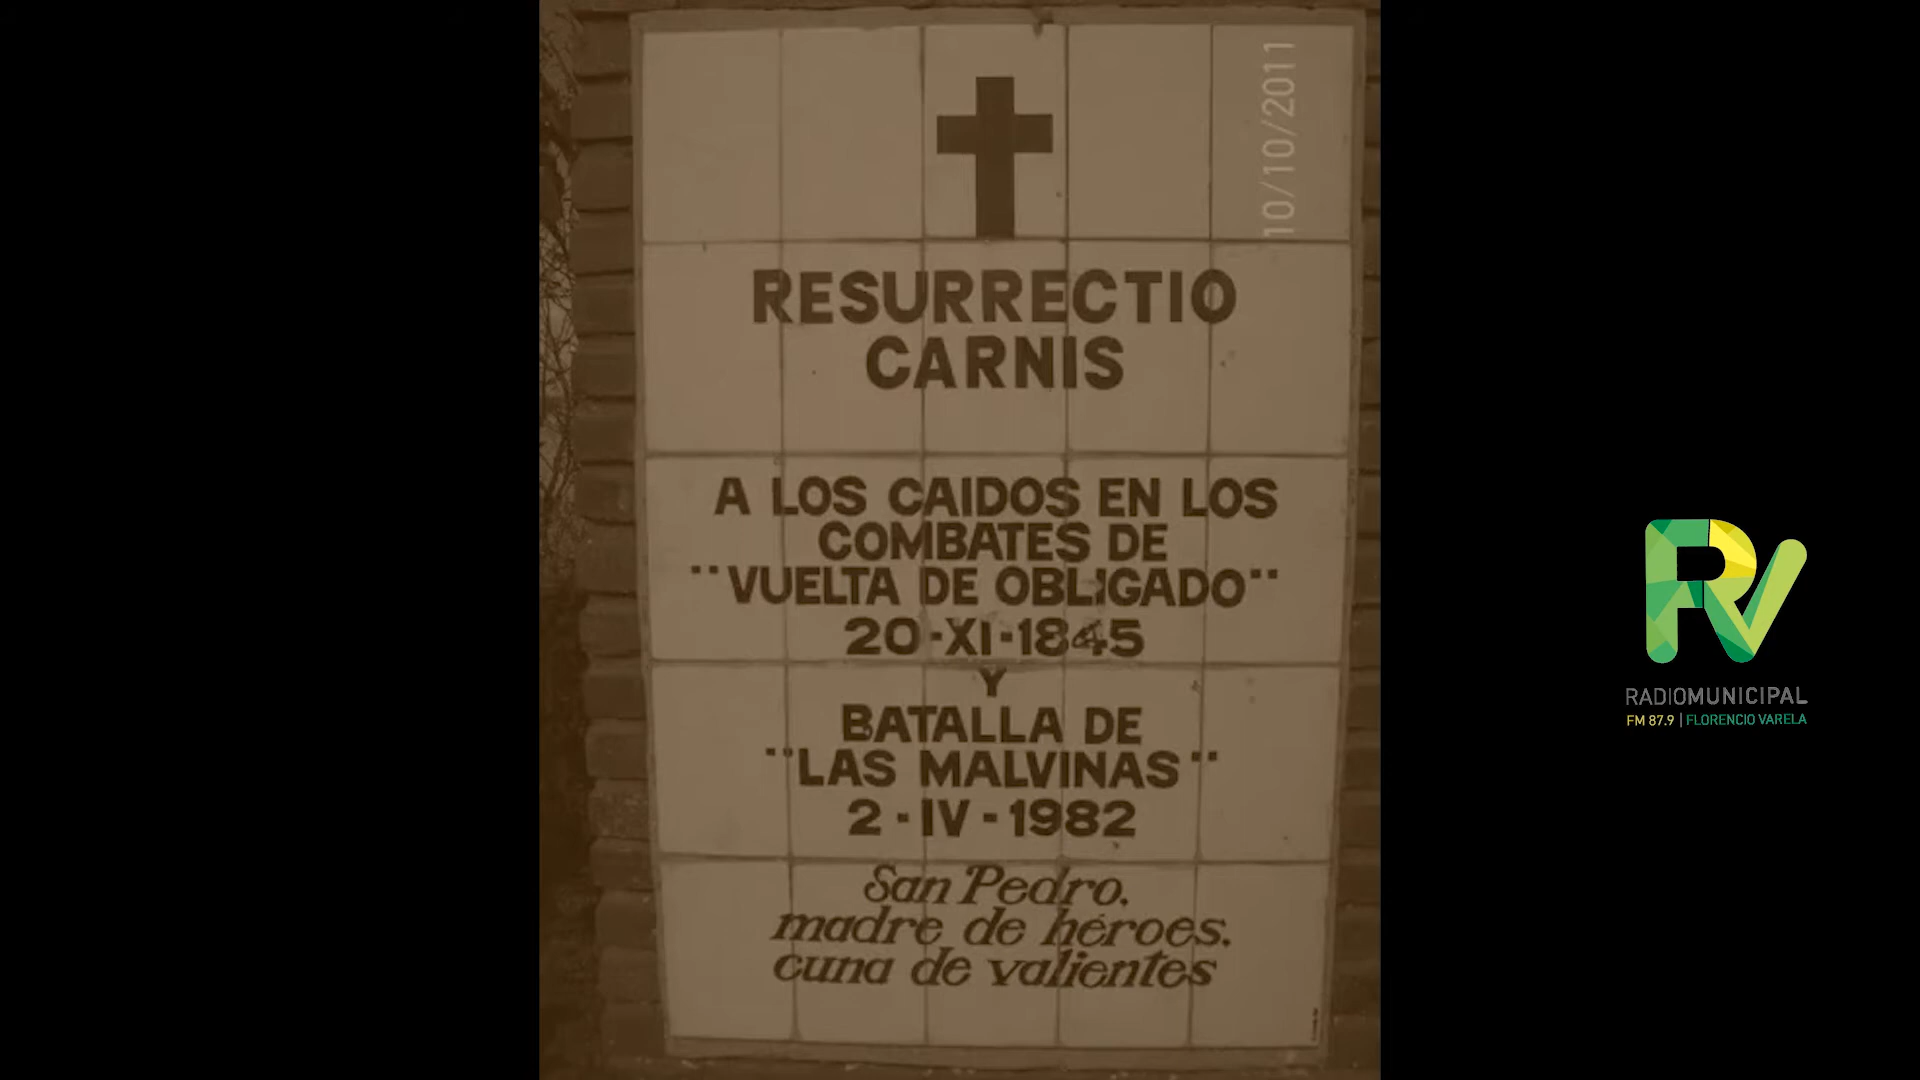 10/10/2011
RESURRECTIO
CARNIS
A LOS CAIDOS EN LOS
COMBATES DE
¨VUELTA DE OBLIGADO¨
20-XI-1845
Y
BATALLA DE
¨LAS MALVINAS¨
2-IV-1982
San Pedro,
madre de héroes,
cuna de valientes
RV
RADIOMUNICIPAL
FM 87.9 | FLORENCIO VARELA